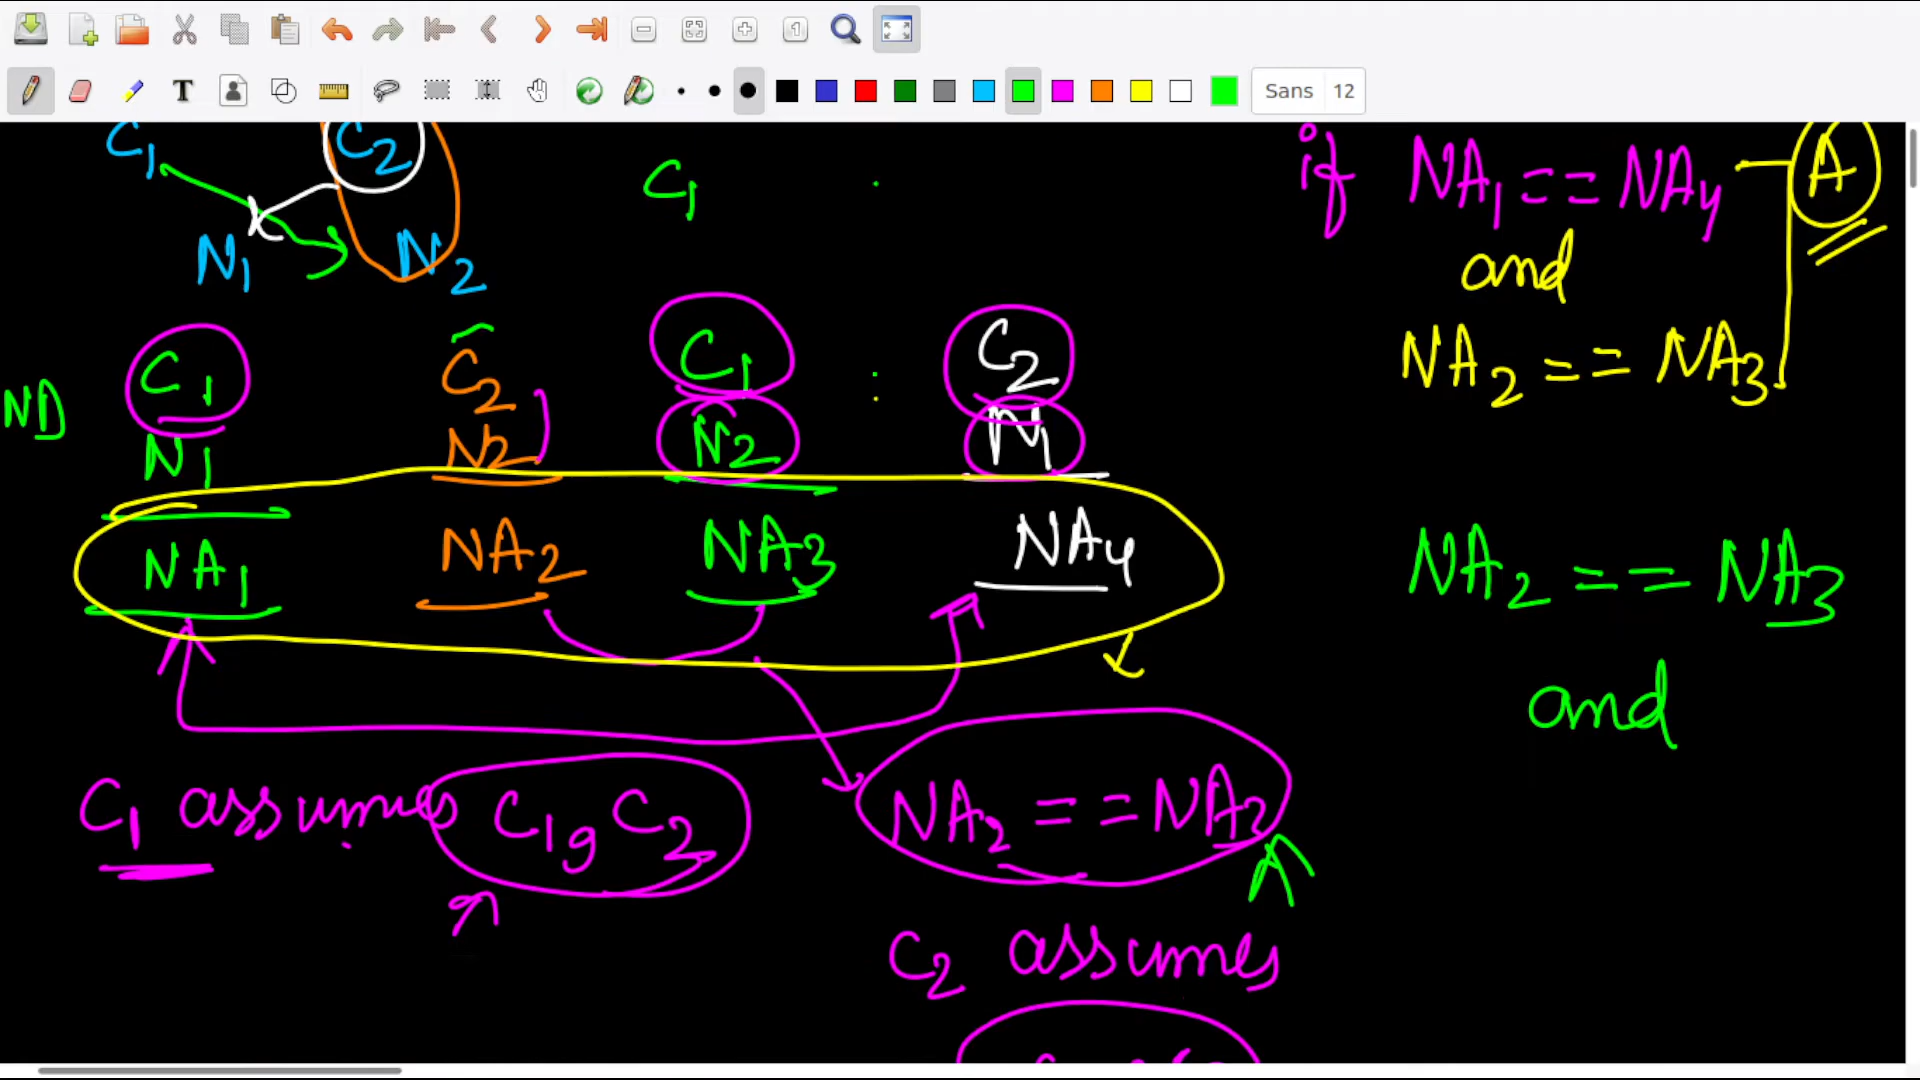 Sans 12
C1 C2
N1 N2
C1 :
if NA1 == NA4 A
and
NA2 == NA3
ND C1 C2 C1 : C2
N1 N2 N2 N1
NA1 NA2 NA3 NA4
NA2 == NA3
and
C1 assumes C1 g C2
NA2 == NA3
C2 assumes